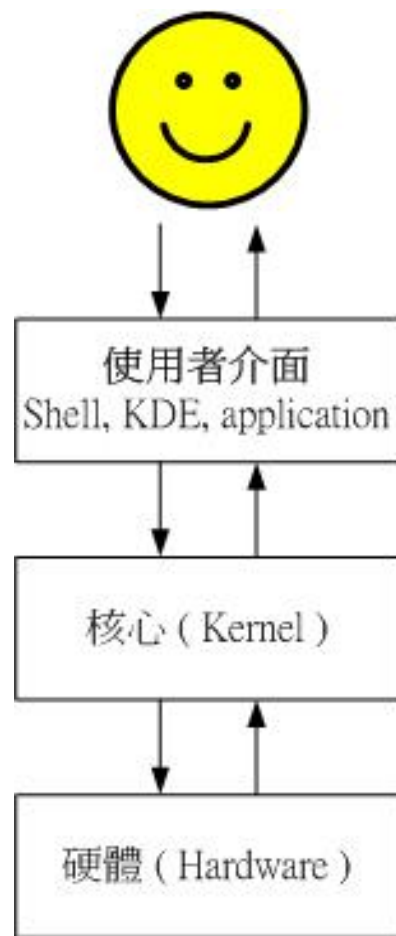 使用者介面
Shell, KDE, application
核心 ( Kernel )
硬體 ( Hardware )